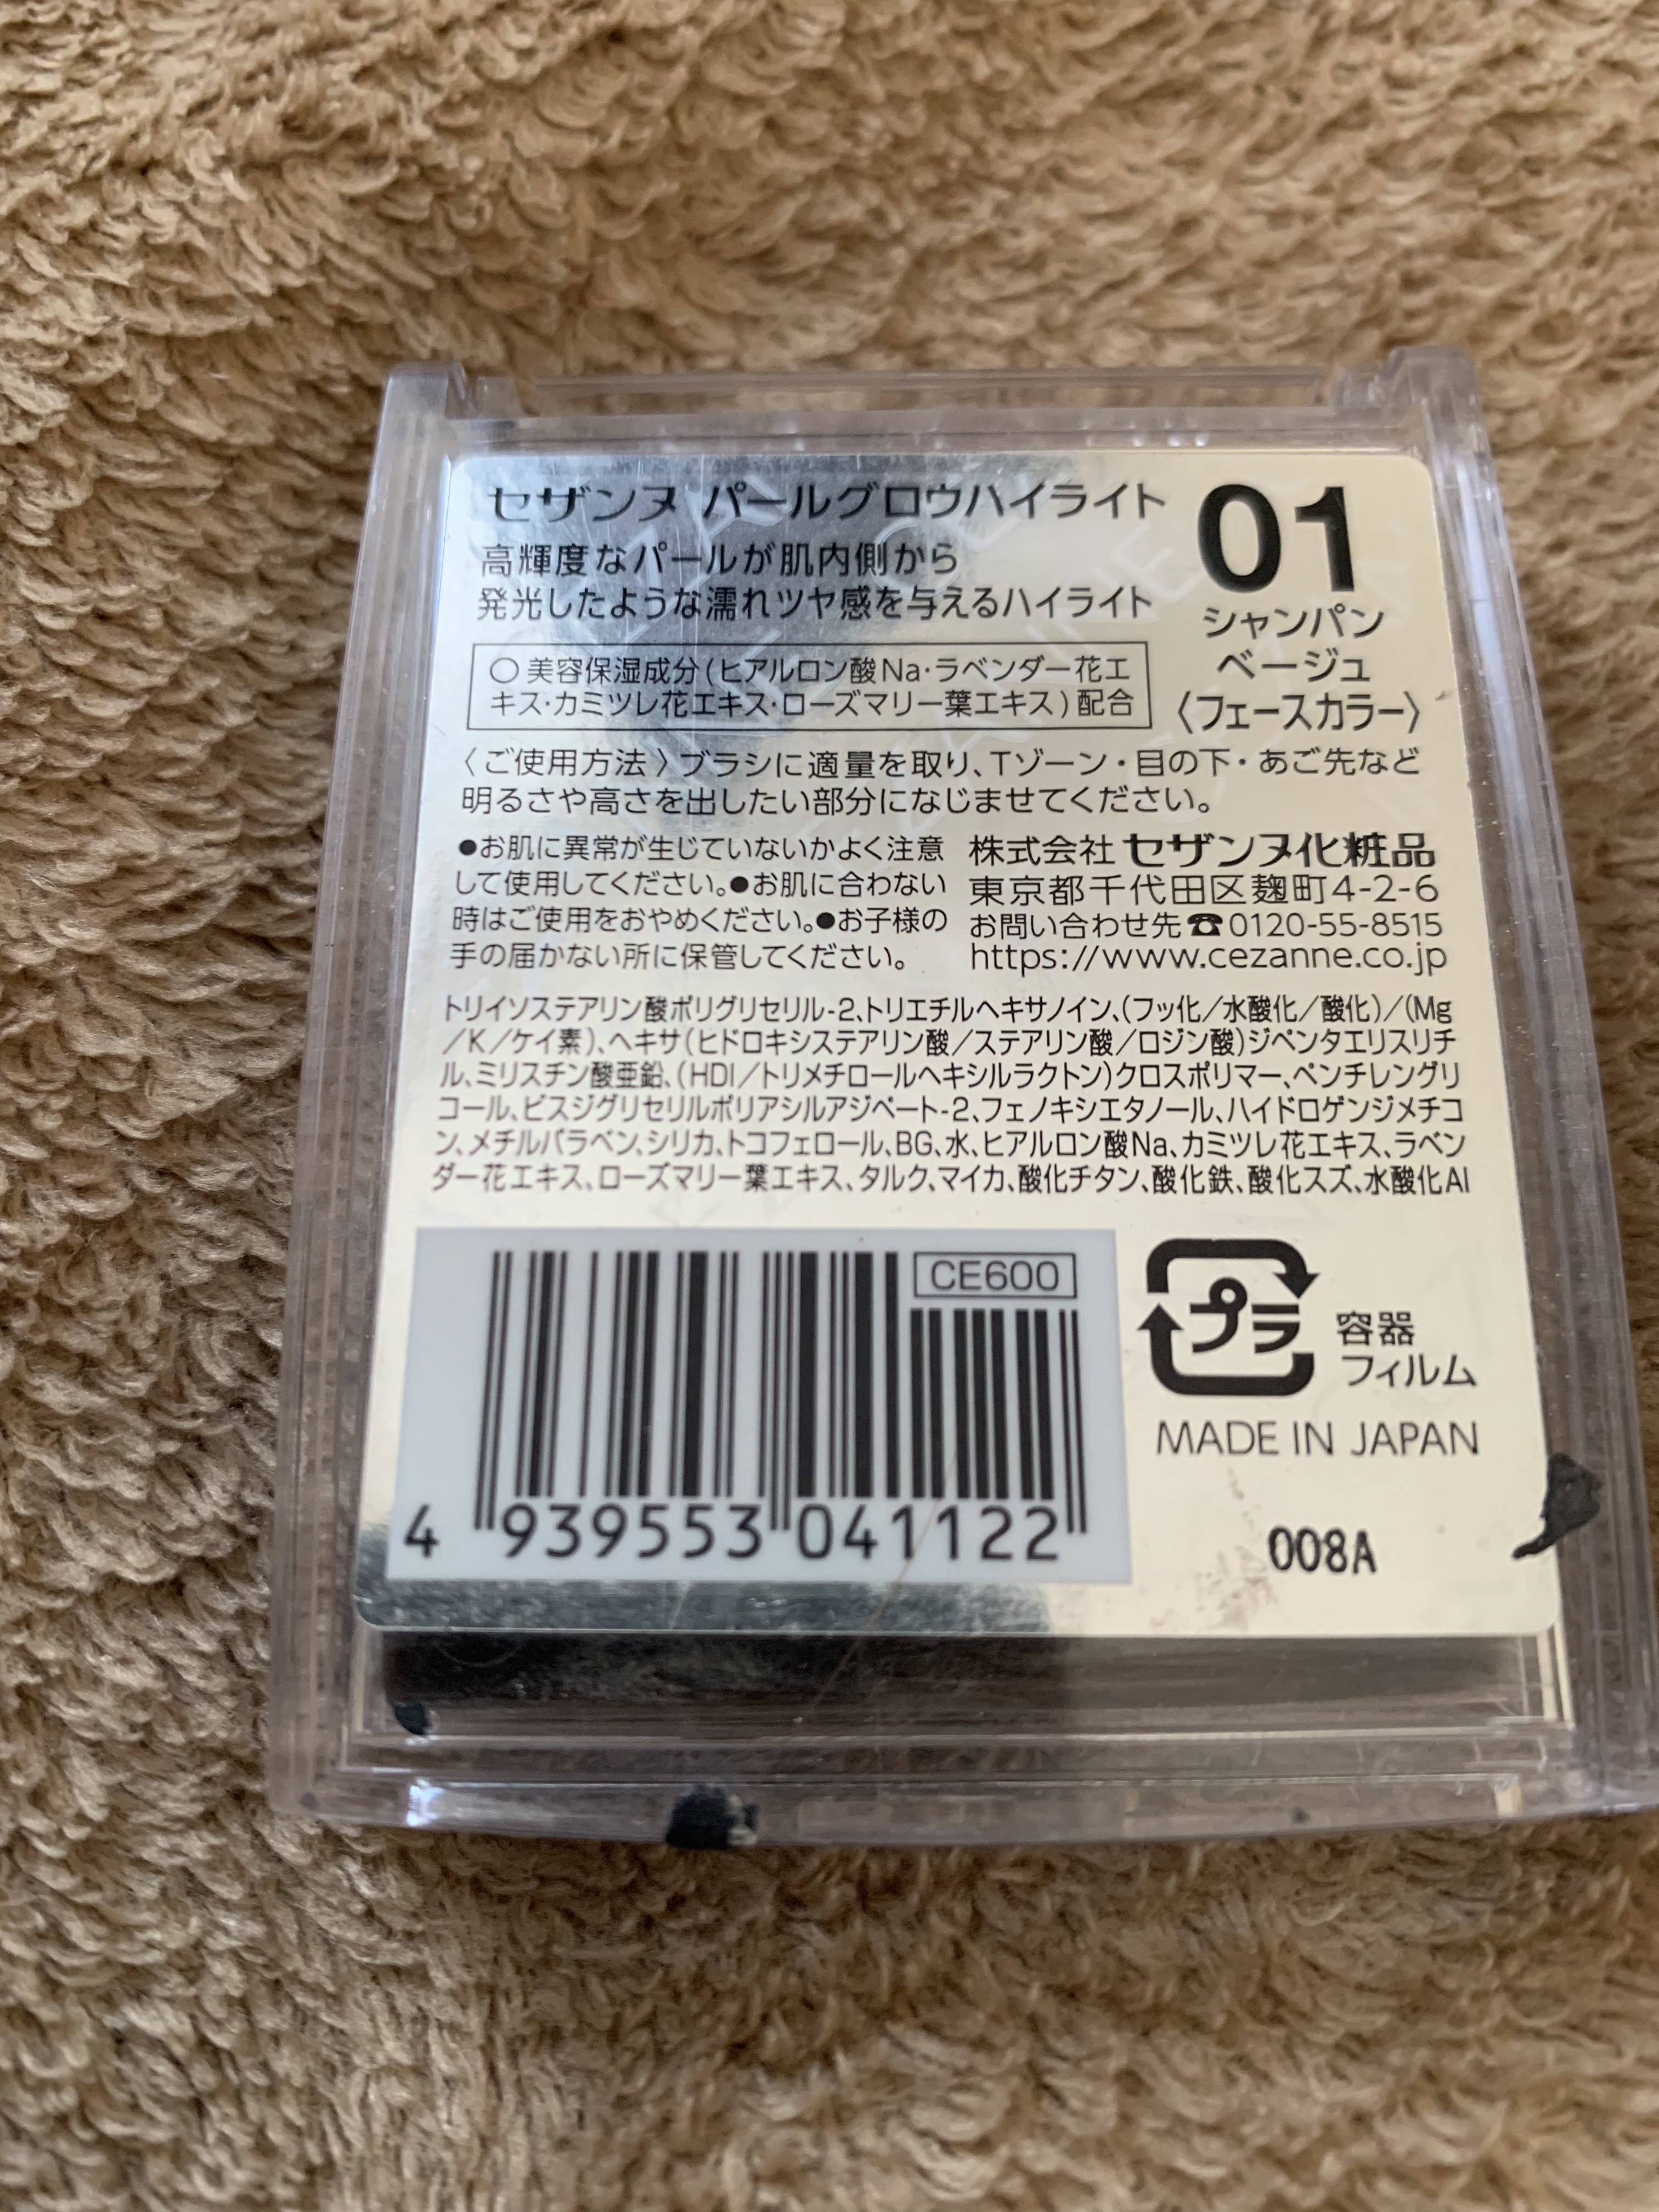 セザンヌ パールグロウハイライト
高輝度なパールが肌内側から
発光したような濡れツヤ感を与えるハイライト
01
シャンパン
ベージュ
〈フェースカラー〉
○ 美容保湿成分(ヒアルロン酸Na・ラベンダー花エ
キス・カミツレ花エキス・ローズマリー葉エキス)配合
〈ご使用方法〉ブラシに適量を取り、Tゾーン・目の下・あご先など
明るさや高さを出したい部分になじませてください。
●お肌に異常が生じていないかよく注意
して使用してください。●お肌に合わない
時はご使用をおやめください。●お子様の
手の届かない所に保管してください。
株式会社 セザンヌ化粧品
東京都千代田区麹町4-2-6
お問い合わせ先☎0120-55-8515
https://www.cezanne.co.jp
トリイソステアリン酸ポリグリセリル-2、トリエチルヘキサノイン、(フッ化/水酸化/酸化)/(Mg
/K/ケイ素)、ヘキサ(ヒドロキシステアリン酸/ステアリン酸/ロジン酸)ジペンタエリスリチ
ル、ミリスチン酸亜鉛、(HDI/トリメチロールヘキシルラクトン)クロスポリマー、ペンチレングリ
コール、ビスジグリセリルポリアシルアジペート-2、フェノキシエタノール、ハイドロゲンジメチコ
ン、メチルパラベン、シリカ、トコフェロール、BG、水、ヒアルロン酸Na、カミツレ花エキス、ラベン
ダー花エキス、ローズマリー葉エキス、タルク、マイカ、酸化チタン、酸化鉄、酸化スズ、水酸化Al
CE600
4 939553 041122
プラ
容器
フィルム
MADE IN JAPAN
008A